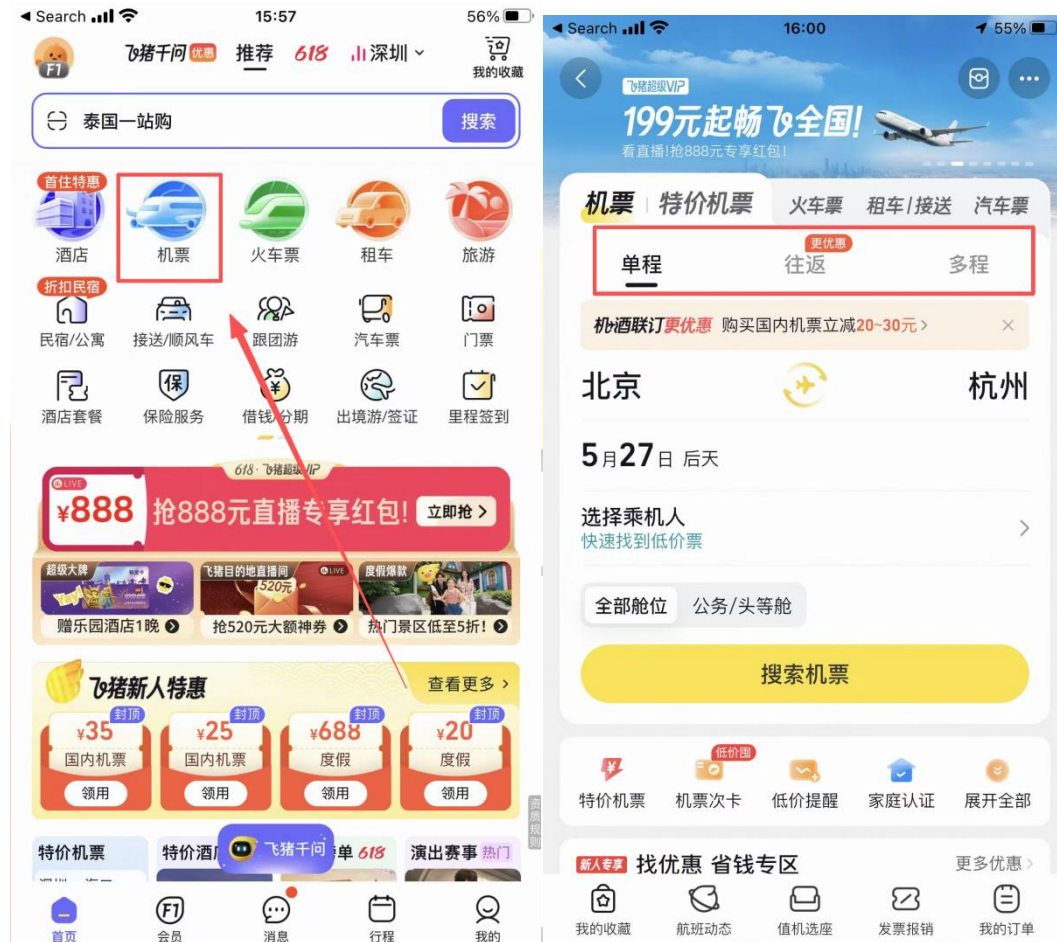 Search
15:57
56%
F1
飞猪千问
优惠
推荐
618
深圳
我的收藏
泰国一站购
搜索
首住特惠
酒店
机票
火车票
租车
旅游
折扣民宿
民宿/公寓
接送/顺风车
跟团游
汽车票
门票
酒店套餐
保险服务
借钱/分期
出境游/签证
里程签到
618·飞猪超级VIP
LIVE
¥888
抢888元直播专享红包!
立即抢
超级大牌
飞猪目的地直播间
LIVE
度假爆款
Yay!
520元
赠乐园酒店1晚
抢520元大额神券
热门景区低至5折!
飞猪新人特惠
查看更多
封顶
封顶
封顶
封顶
¥35
¥25
¥688
¥20
国内机票
国内机票
度假
度假
领用
领用
领用
领用
资质规则
特价机票
特价酒
飞猪千问
单 618
演出赛事
热门
首页
F1
会员
消息
行程
我的
Search
16:00
55%
飞猪超级VIP
199元起畅飞全国!
看直播!抢888元专享红包!
机票
特价机票
火车票
租车|接送
汽车票
更优惠
单程
往返
多程
机+酒联订更优惠
购买国内机票立减20~30元
北京
杭州
5月27日 后天
选择乘机人
快速找到低价票
全部舱位
公务/头等舱
搜索机票
低价囤
特价机票
机票次卡
低价提醒
家庭认证
展开全部
新人专享
找优惠 省钱专区
更多优惠
我的收藏
航班动态
值机选座
发票报销
我的订单